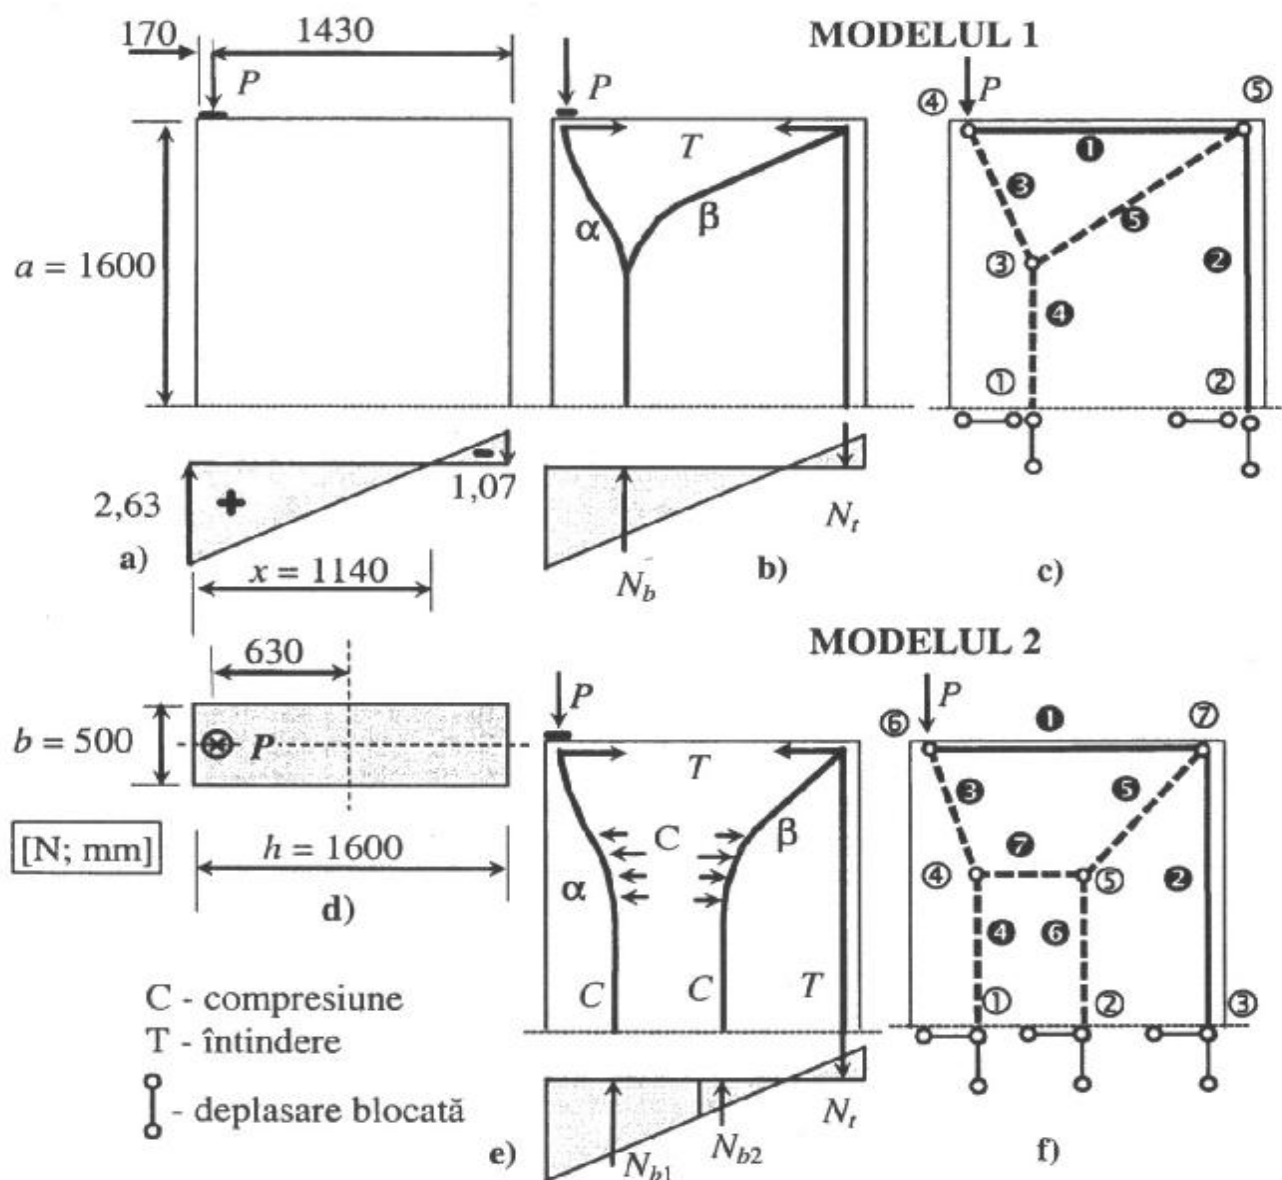 170
1430
MODELUL 1
P
P
P
④
⑤
T
❶
❸
❺
a = 1600
α
β
③
❷
❹
①
②
2,63
+
-
1,07
N_t
a)
x = 1140
N_b
b)
c)
MODELUL 2
630
P
P
⑥
❶
⑦
b = 500
P
T
❸
❺
C
β
❼
[N; mm]
h = 1600
α
④
⑤
❷
d)
❹
❻
C - compresiune
C
C
T
①
②
③
T - întindere
- deplasare blocată
N_t
e)
N_b1
N_b2
f)